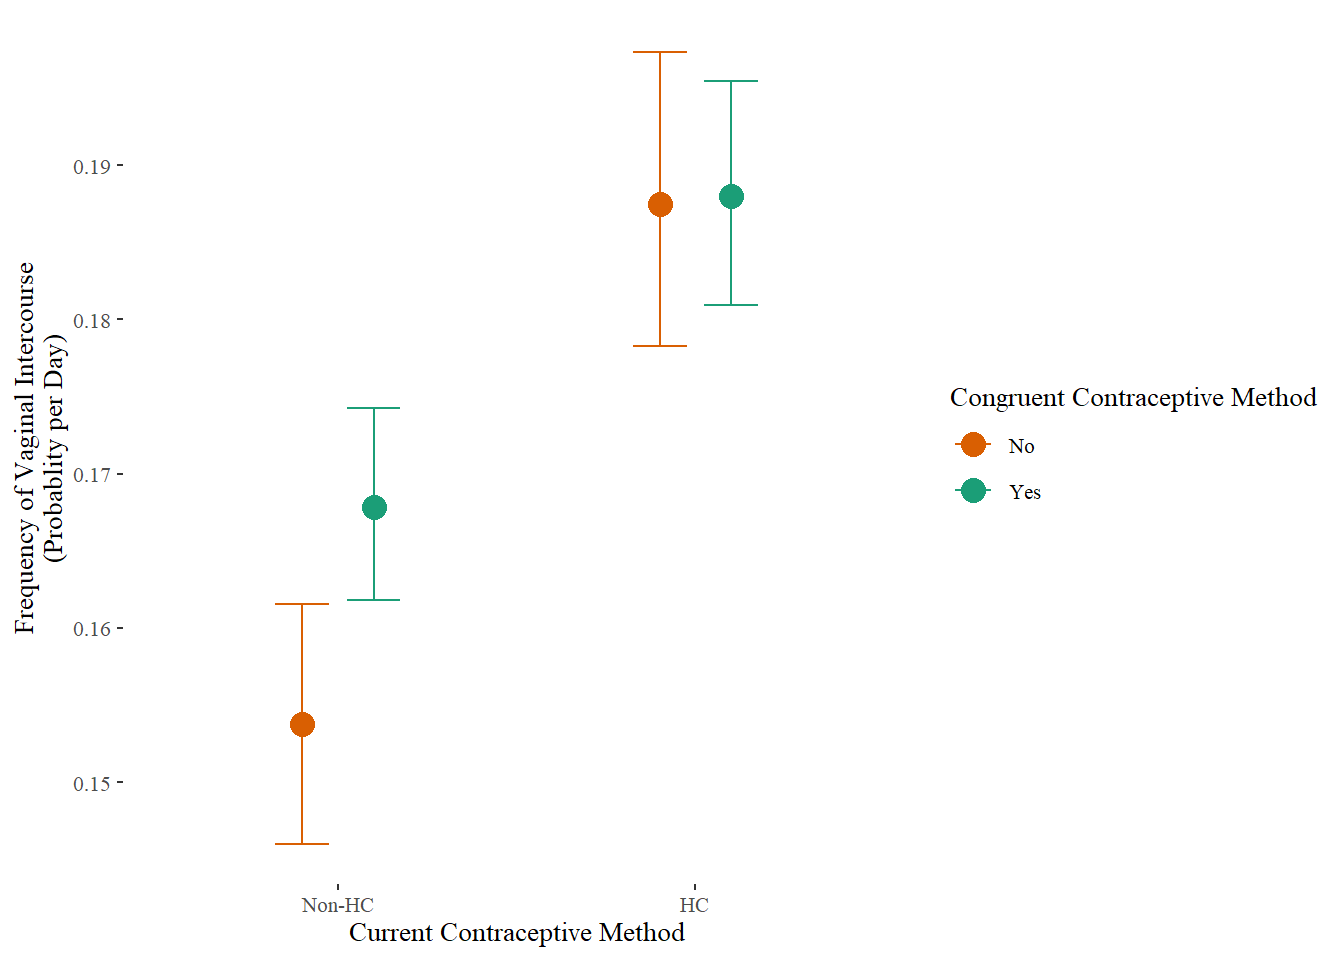 Frequency of Vaginal Intercourse
(Probablity per Day)
0.19
0.18
0.17
0.16
0.15
Non-HC
HC
Current Contraceptive Method
Congruent Contraceptive Method
No
Yes